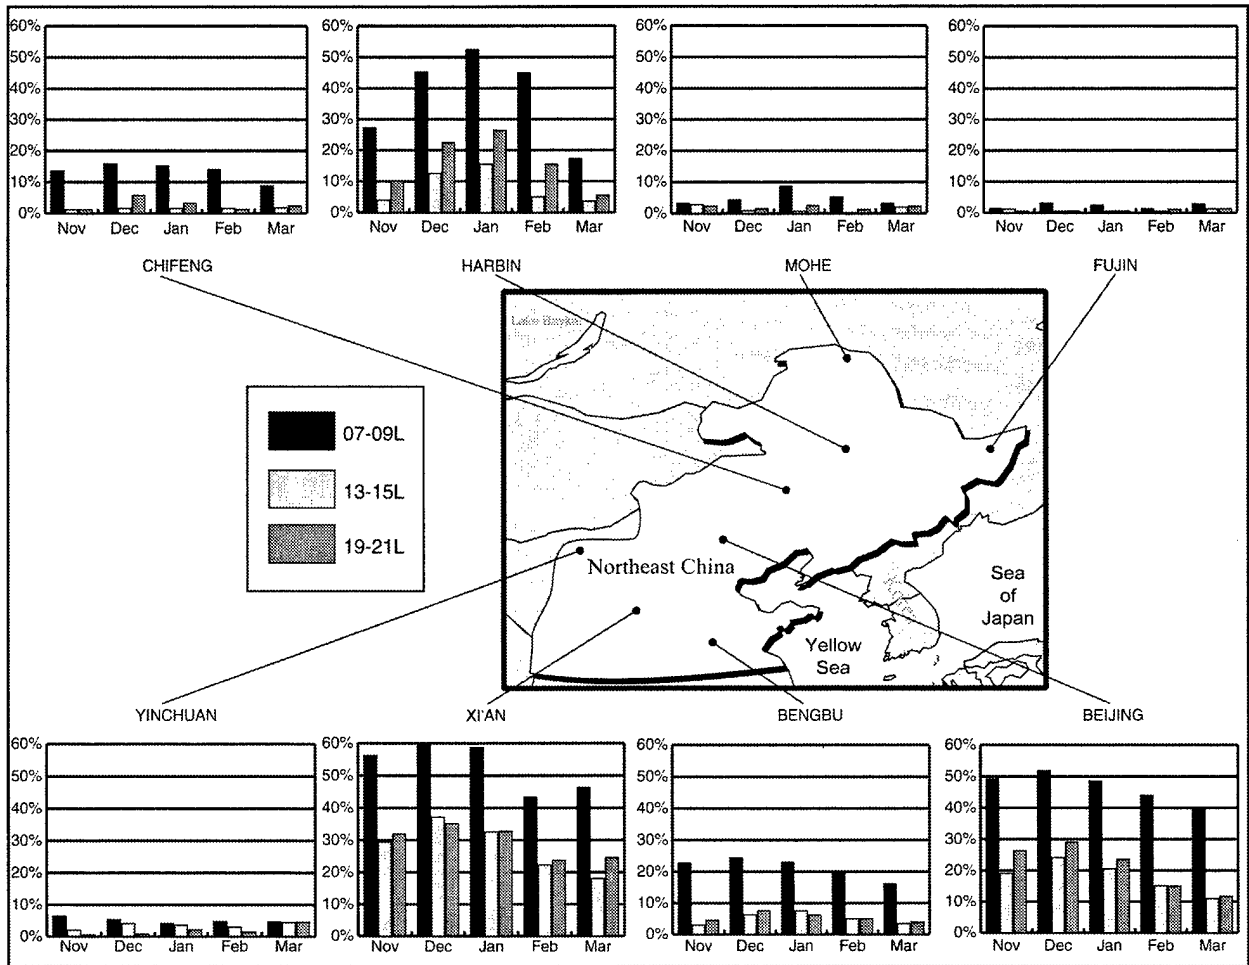 60% 60% 60% 60%
50% 50% 50% 50%
40% 40% 40% 40%
30% 30% 30% 30%
20% 20% 20% 20%
10% 10% 10% 10%
0% 0% 0% 0%
Nov Dec Jan Feb Mar Nov Dec Jan Feb Mar Nov Dec Jan Feb Mar Nov Dec Jan Feb Mar
CHIFENG HARBIN MOHE FUJIN
Lake Baykal
07-09L
13-15L
19-21L
Northeast China
Sea
of
Japan
Yellow
Sea
YINCHUAN XI'AN BENGBU BEIJING
60% 60% 60% 60%
50% 50% 50% 50%
40% 40% 40% 40%
30% 30% 30% 30%
20% 20% 20% 20%
10% 10% 10% 10%
0% 0% 0% 0%
Nov Dec Jan Feb Mar Nov Dec Jan Feb Mar Nov Dec Jan Feb Mar Nov Dec Jan Feb Mar